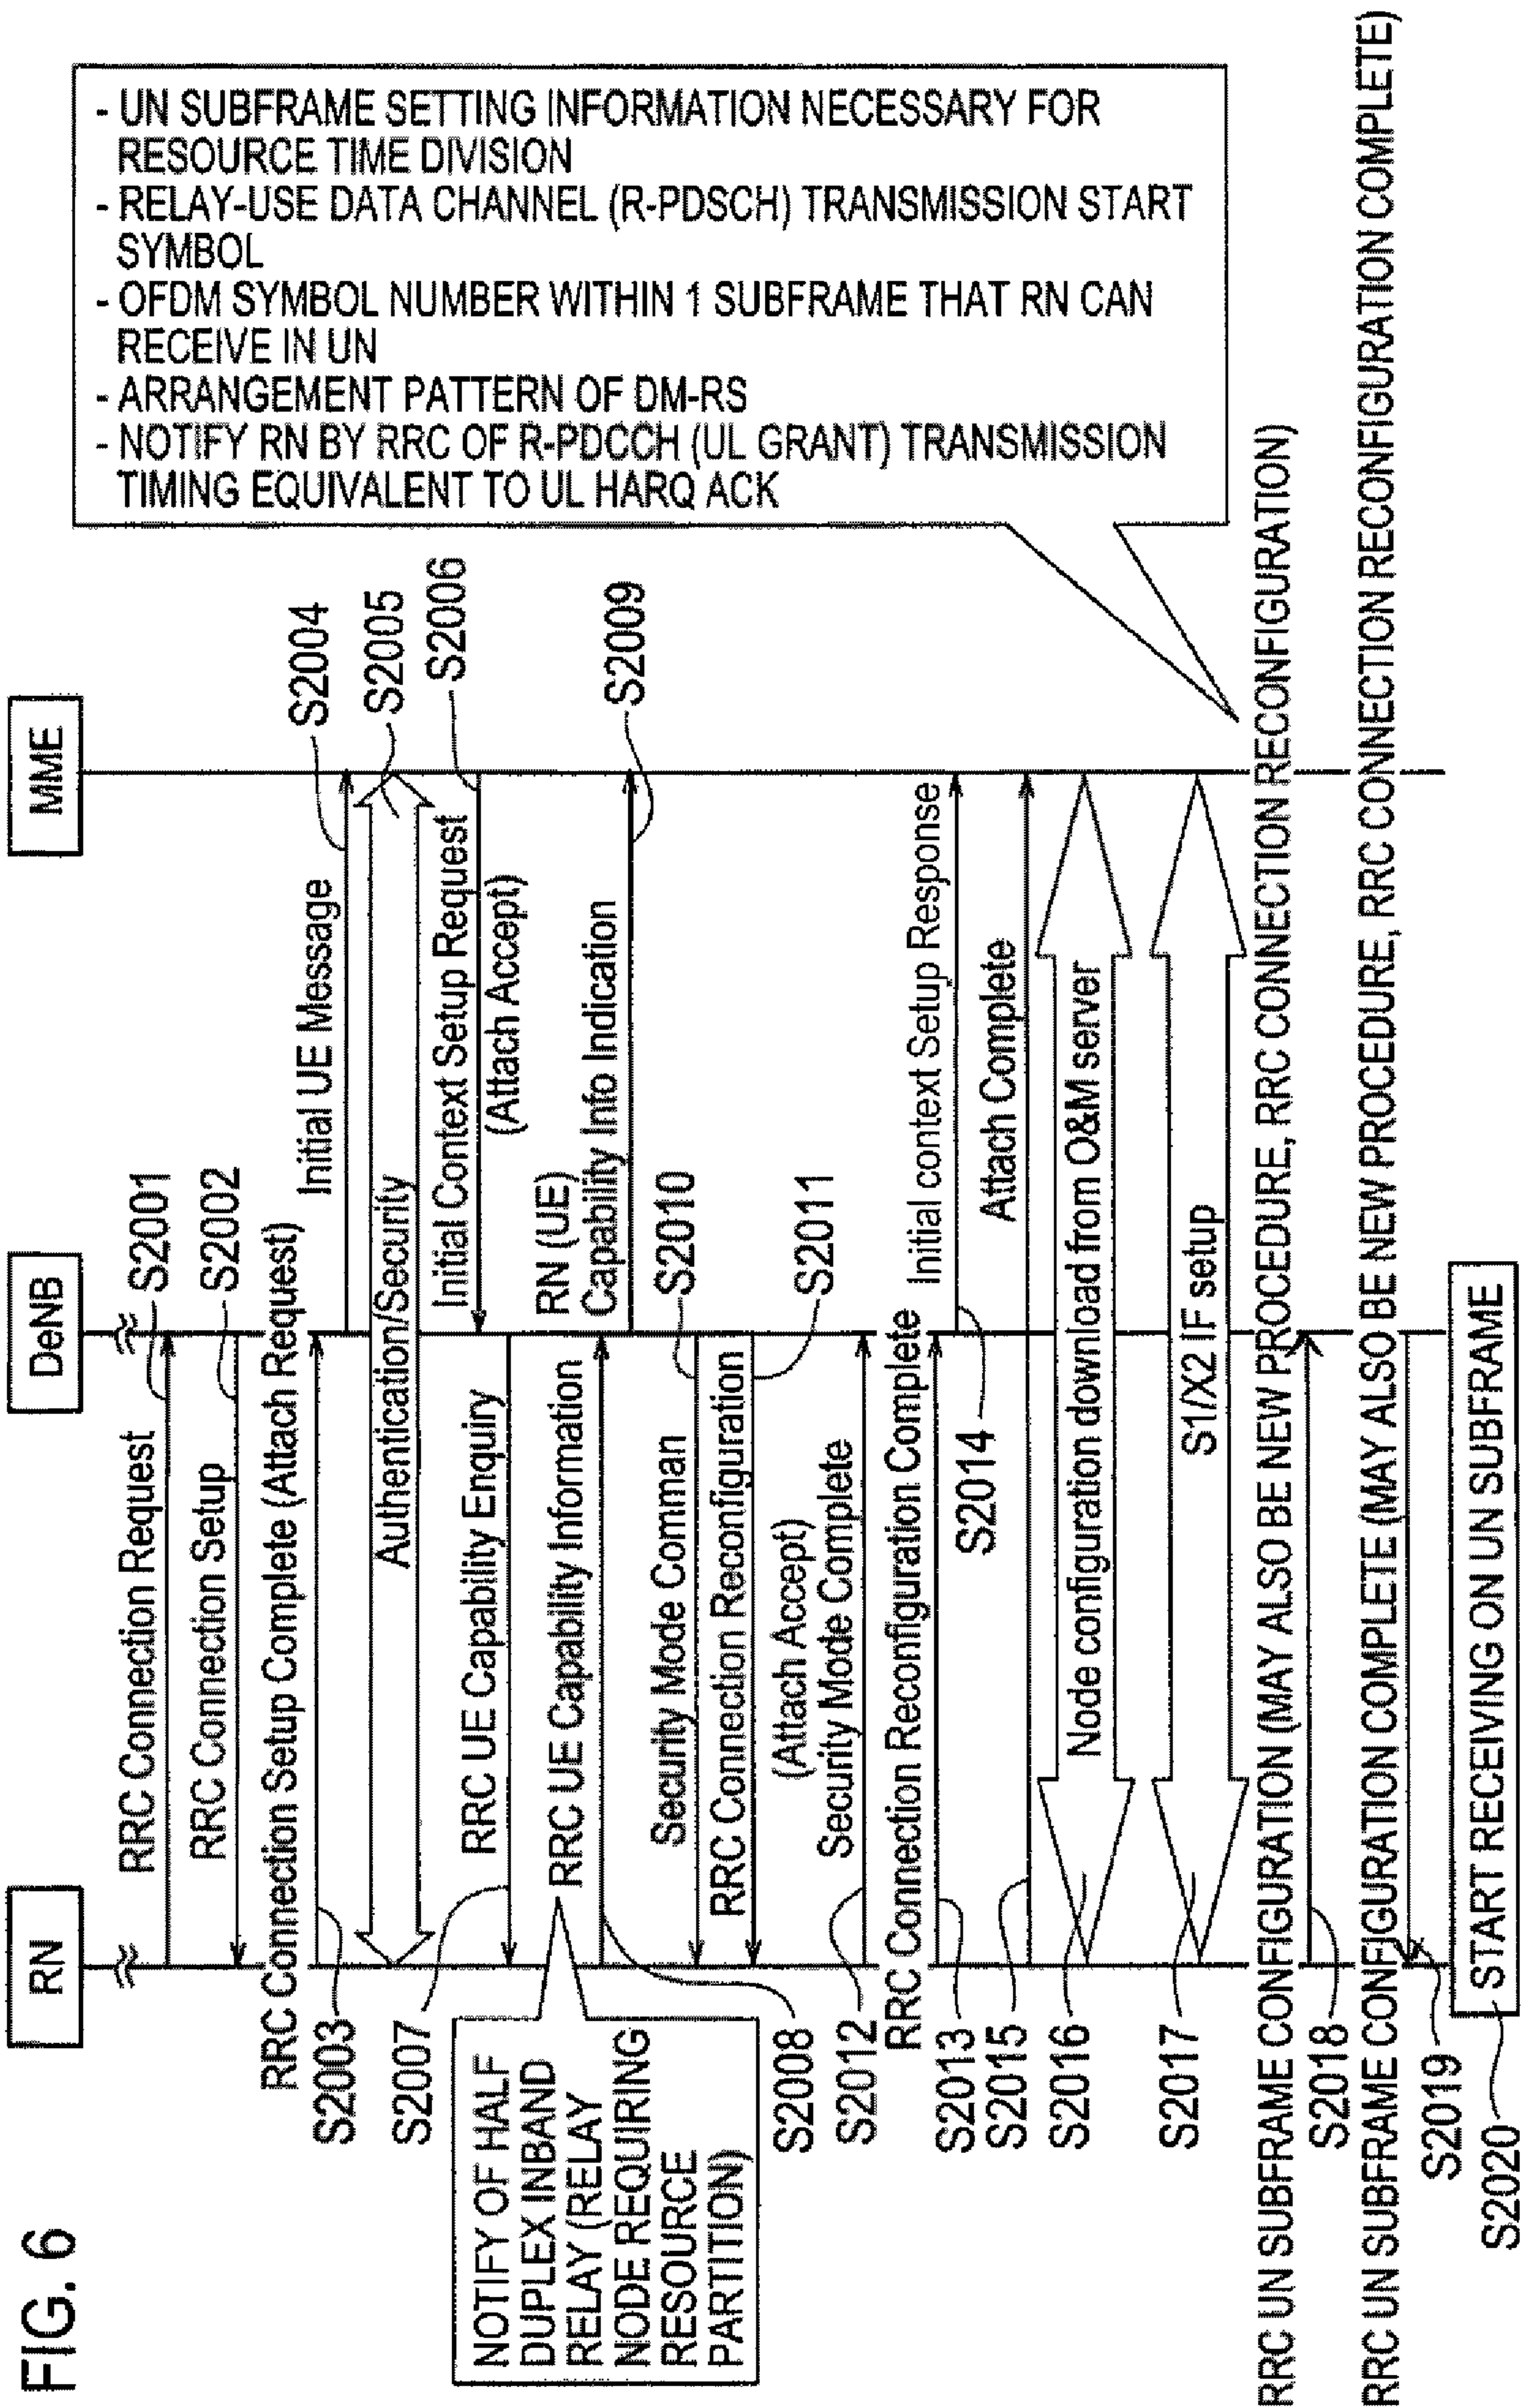 FIG. 6
RN
DeNB
MME
RRC Connection Request
S2001
RRC Connection Setup
S2002
RRC Connection Setup Complete (Attach Request)
S2003
Initial UE Message
S2004
Authentication/Security
S2005
Initial Context Setup Request
(Attach Accept)
S2006
RRC UE Capability Enquiry
S2007
NOTIFY OF HALF
DUPLEX INBAND
RELAY (RELAY
NODE REQUIRING
RESOURCE
PARTITION)
RRC UE Capability Information
S2008
RN (UE)
Capability Info Indication
S2009
Security Mode Comman
S2010
RRC Connection Reconfiguration
S2011
(Attach Accept)
Security Mode Complete
S2012
RRC Connection Reconfiguration Complete
S2013
Initial context Setup Response
S2014
Attach Complete
S2015
Node configuration download from O&M server
S2016
S1/X2 IF setup
S2017
- UN SUBFRAME SETTING INFORMATION NECESSARY FOR
RESOURCE TIME DIVISION
- RELAY-USE DATA CHANNEL (R-PDSCH) TRANSMISSION START
SYMBOL
- OFDM SYMBOL NUMBER WITHIN 1 SUBFRAME THAT RN CAN
RECEIVE IN UN
- ARRANGEMENT PATTERN OF DM-RS
- NOTIFY RN BY RRC OF R-PDCCH (UL GRANT) TRANSMISSION
TIMING EQUIVALENT TO UL HARQ ACK
RRC UN SUBFRAME CONFIGURATION (MAY ALSO BE NEW PROCEDURE, RRC CONNECTION RECONFIGURATION)
S2018
RRC UN SUBFRAME CONFIGURATION COMPLETE (MAY ALSO BE NEW PROCEDURE, RRC CONNECTION RECONFIGURATION COMPLETE)
S2019
START RECEIVING ON UN SUBFRAME
S2020